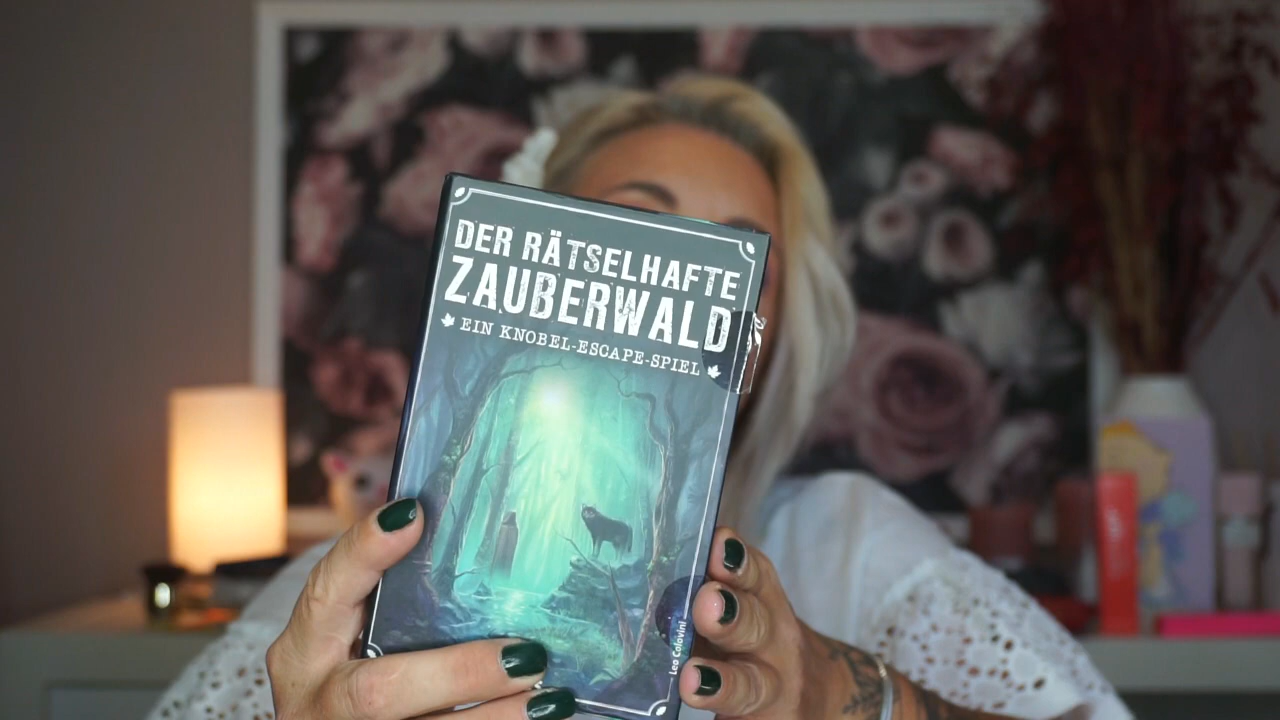 DER RÄTSELHAFTE
ZAUBERWALD
EIN KNOBEL-ESCAPE-SPIEL
Leo Colovini